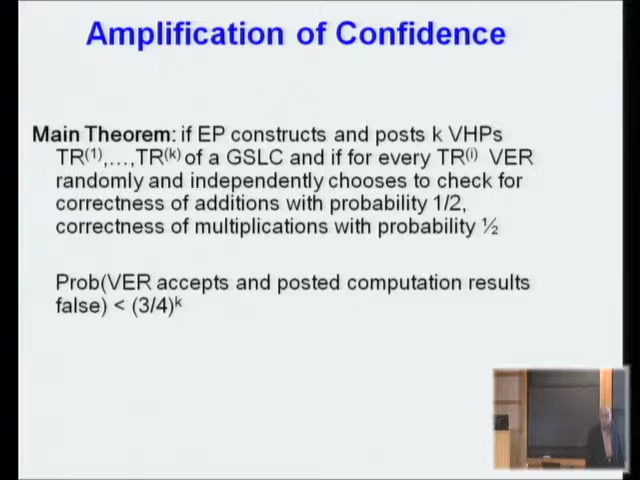 Amplification of Confidence
Main Theorem: if EP constructs and posts k VHPs
TR⁽¹⁾,…,TR⁽ᵏ⁾ of a GSLC and if for every TR⁽ⁱ⁾ VER
randomly and independently chooses to check for
correctness of additions with probability 1/2,
correctness of multiplications with probability ½
Prob(VER accepts and posted computation results
false) < (3/4)ᵏ